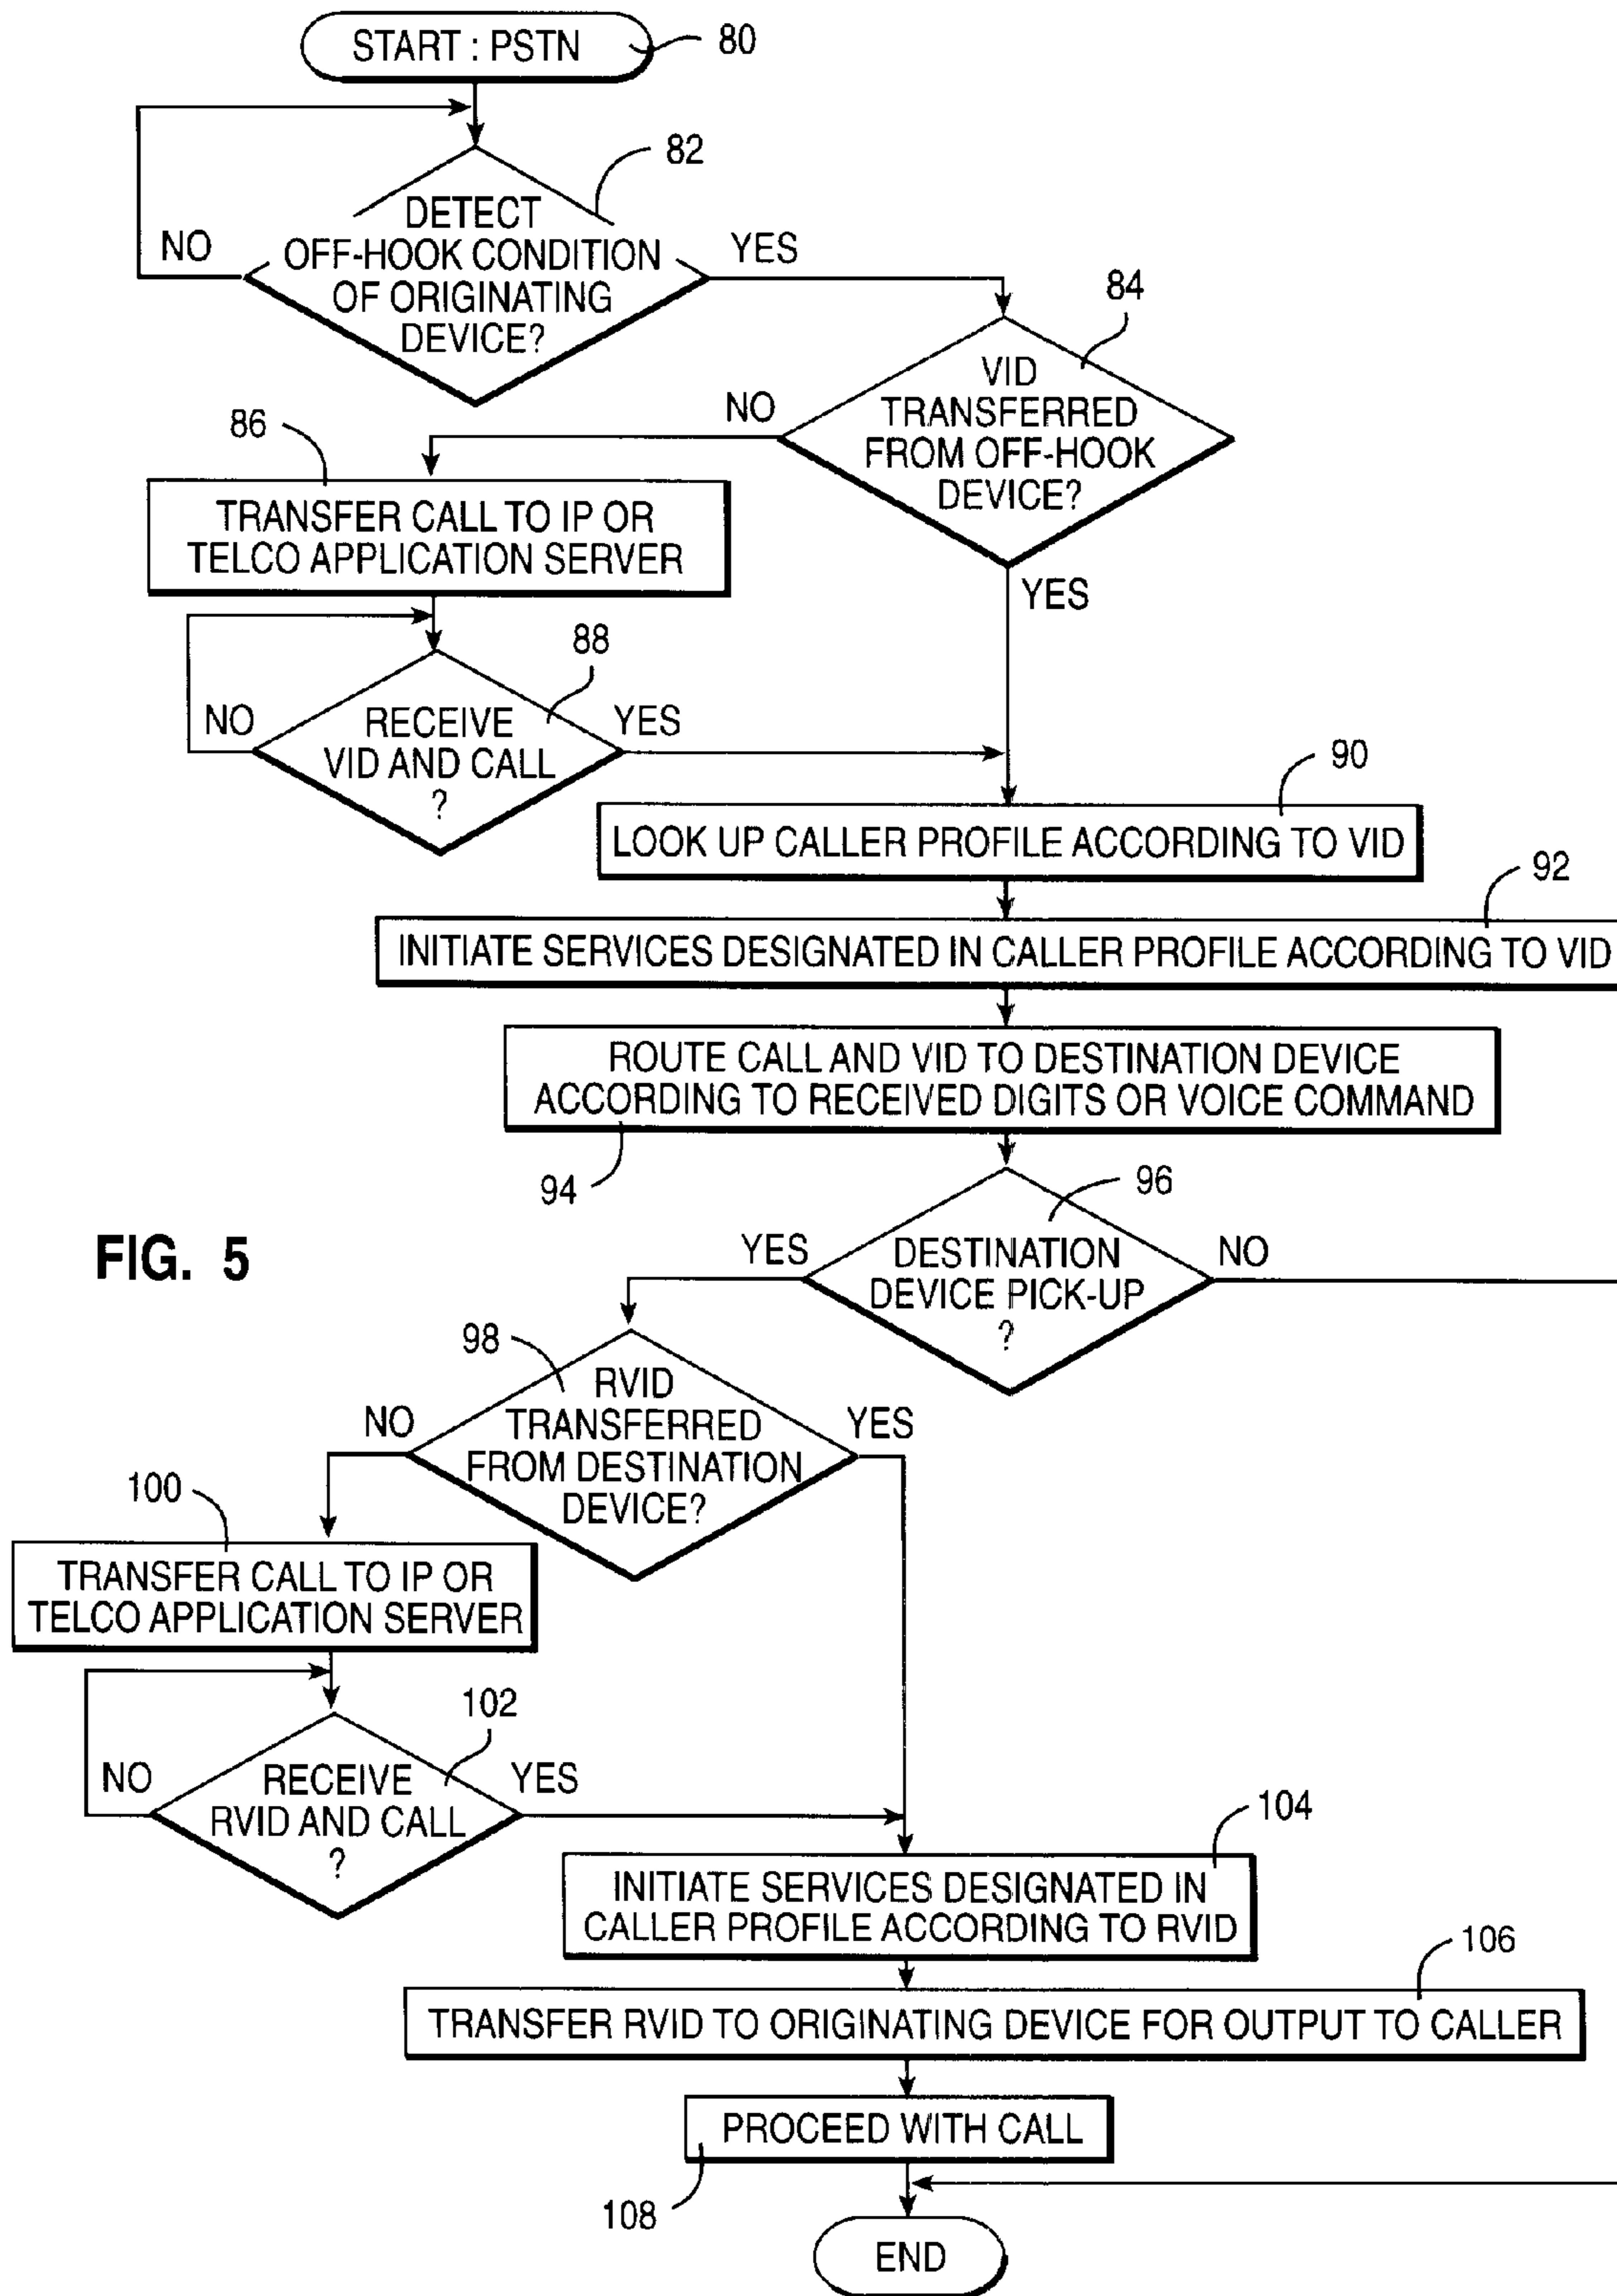 START : PSTN
80
82
DETECT
OFF-HOOK CONDITION
OF ORIGINATING
DEVICE?
NO
YES
84
VID
TRANSFERRED
FROM OFF-HOOK
DEVICE?
NO
YES
86
TRANSFER CALL TO IP OR
TELCO APPLICATION SERVER
88
RECEIVE
VID AND CALL
?
NO
YES
90
LOOK UP CALLER PROFILE ACCORDING TO VID
92
INITIATE SERVICES DESIGNATED IN CALLER PROFILE ACCORDING TO VID
ROUTE CALL AND VID TO DESTINATION DEVICE
ACCORDING TO RECEIVED DIGITS OR VOICE COMMAND
94
96
DESTINATION
DEVICE PICK-UP
?
YES
NO
FIG. 5
98
RVID
TRANSFERRED
FROM DESTINATION
DEVICE?
NO
YES
100
TRANSFER CALL TO IP OR
TELCO APPLICATION SERVER
102
RECEIVE
RVID AND CALL
?
NO
YES
104
INITIATE SERVICES DESIGNATED IN
CALLER PROFILE ACCORDING TO RVID
106
TRANSFER RVID TO ORIGINATING DEVICE FOR OUTPUT TO CALLER
PROCEED WITH CALL
108
END